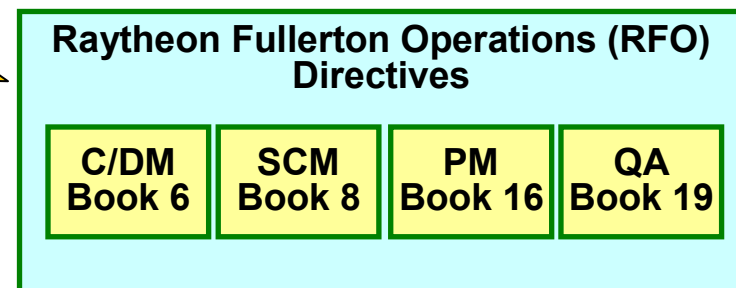 Raytheon Fullerton Operations (RFO)
Directives
C/DM
Book 6
SCM
Book 8
PM
Book 16
QA
Book 19